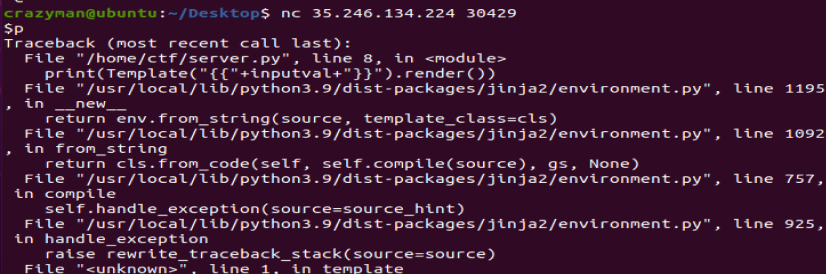 crazyman@ubuntu:~/Desktop$ nc 35.246.134.224 30429
$p
Traceback (most recent call last):
  File "/home/ctf/server.py", line 8, in <module>
    print(Template("{{"+inputval+"}}").render())
  File "/usr/local/lib/python3.9/dist-packages/jinja2/environment.py", line 1195
, in __new__
    return env.from_string(source, template_class=cls)
  File "/usr/local/lib/python3.9/dist-packages/jinja2/environment.py", line 1092
, in from_string
    return cls.from_code(self, self.compile(source), gs, None)
  File "/usr/local/lib/python3.9/dist-packages/jinja2/environment.py", line 757,
 in compile
    self.handle_exception(source=source_hint)
  File "/usr/local/lib/python3.9/dist-packages/jinja2/environment.py", line 925,
 in handle_exception
    raise rewrite_traceback_stack(source=source)
  File "<unknown>", line 1, in template